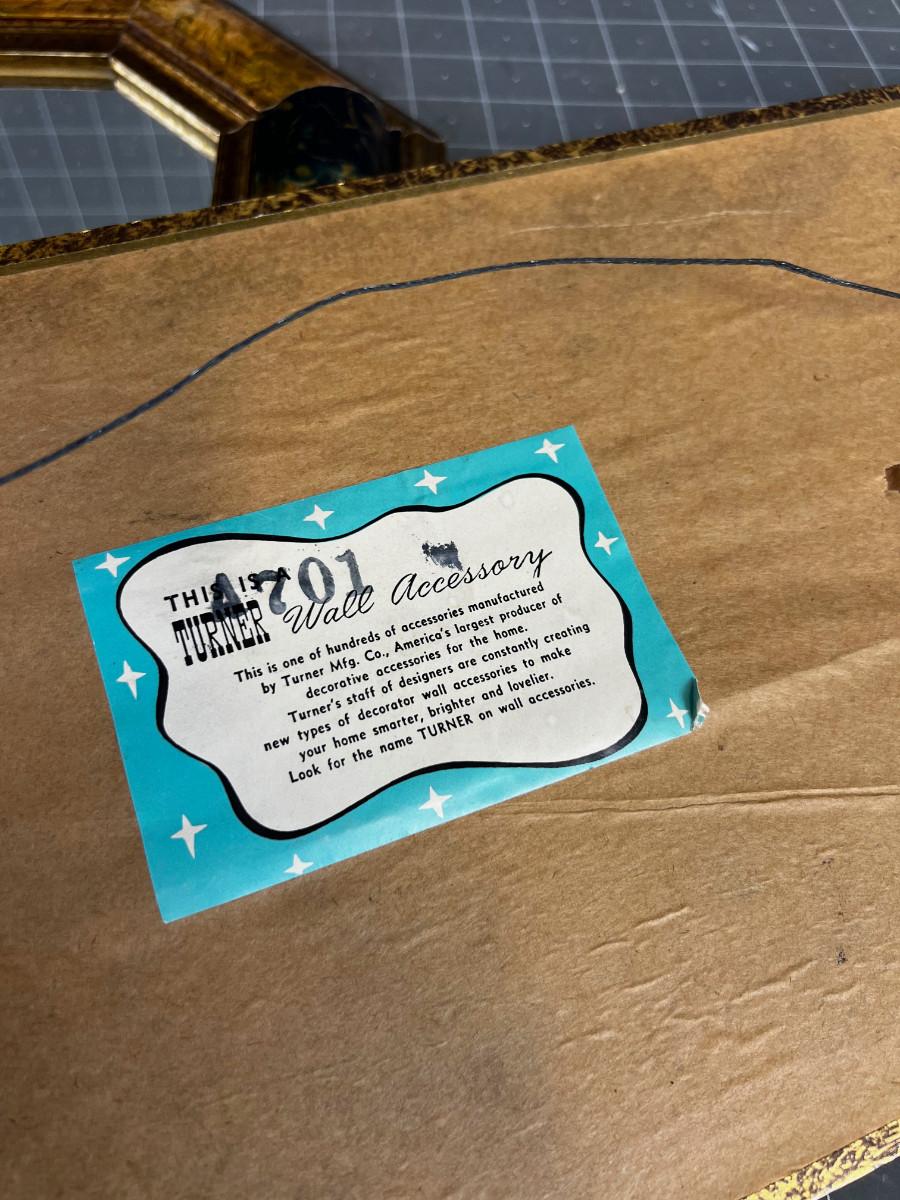 THIS IS A
4701
TURNER Wall Accessory
This is one of hundreds of accessories manufactured
by Turner Mfg. Co., America's largest producer of
decorative accessories for the home.
Turner's staff of designers are constantly creating
new types of decorator wall accessories to make
your home smarter, brighter and lovelier.
Look for the name TURNER on wall accessories.